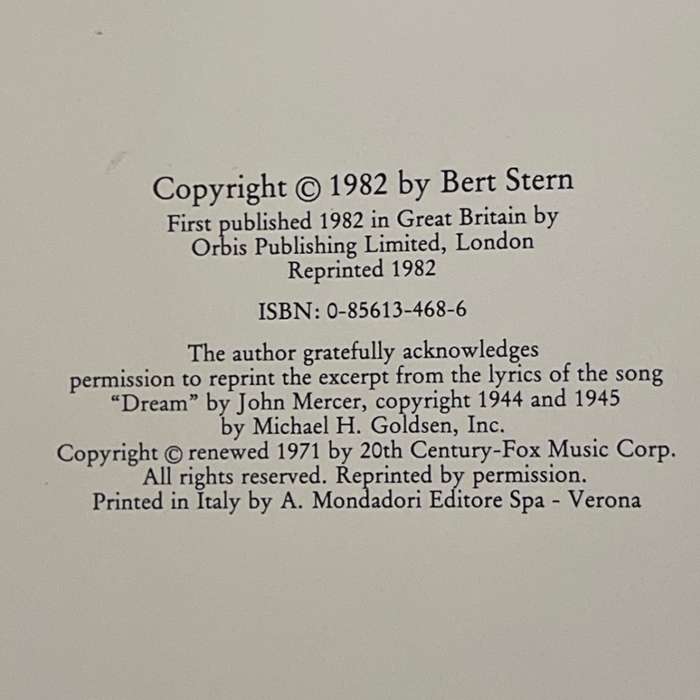 Copyright © 1982 by Bert Stern
First published 1982 in Great Britain by
Orbis Publishing Limited, London
Reprinted 1982
ISBN: 0-85613-468-6
The author gratefully acknowledges
permission to reprint the excerpt from the lyrics of the song
“Dream” by John Mercer, copyright 1944 and 1945
by Michael H. Goldsen, Inc.
Copyright © renewed 1971 by 20th Century-Fox Music Corp.
All rights reserved. Reprinted by permission.
Printed in Italy by A. Mondadori Editore Spa - Verona